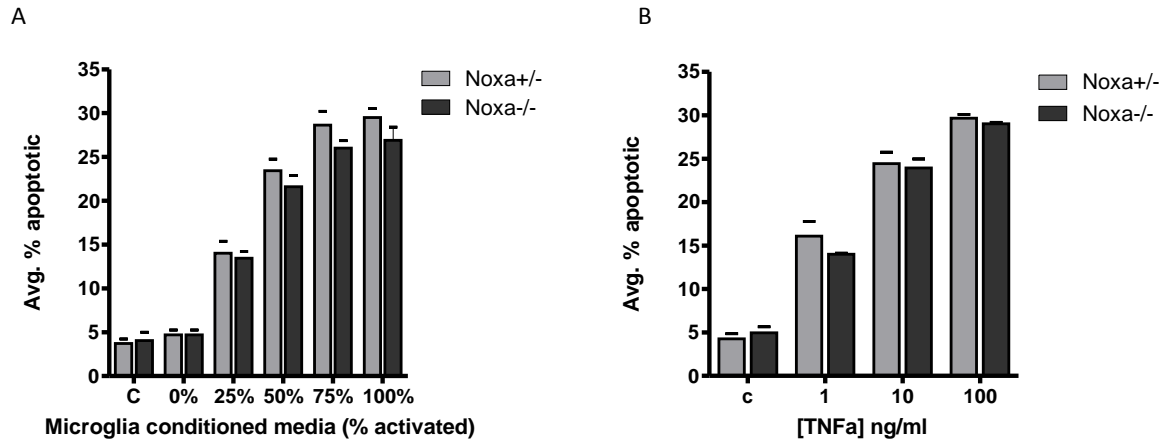 A
35
30
25
20
15
10
5
0
Avg. % apoptotic
C 0% 25% 50% 75% 100%
Microglia conditioned media (% activated)
Noxa+/-
Noxa-/-
B
35
30
25
20
15
10
5
0
Avg. % apoptotic
c 1 10 100
[TNFa] ng/ml
Noxa+/-
Noxa-/-